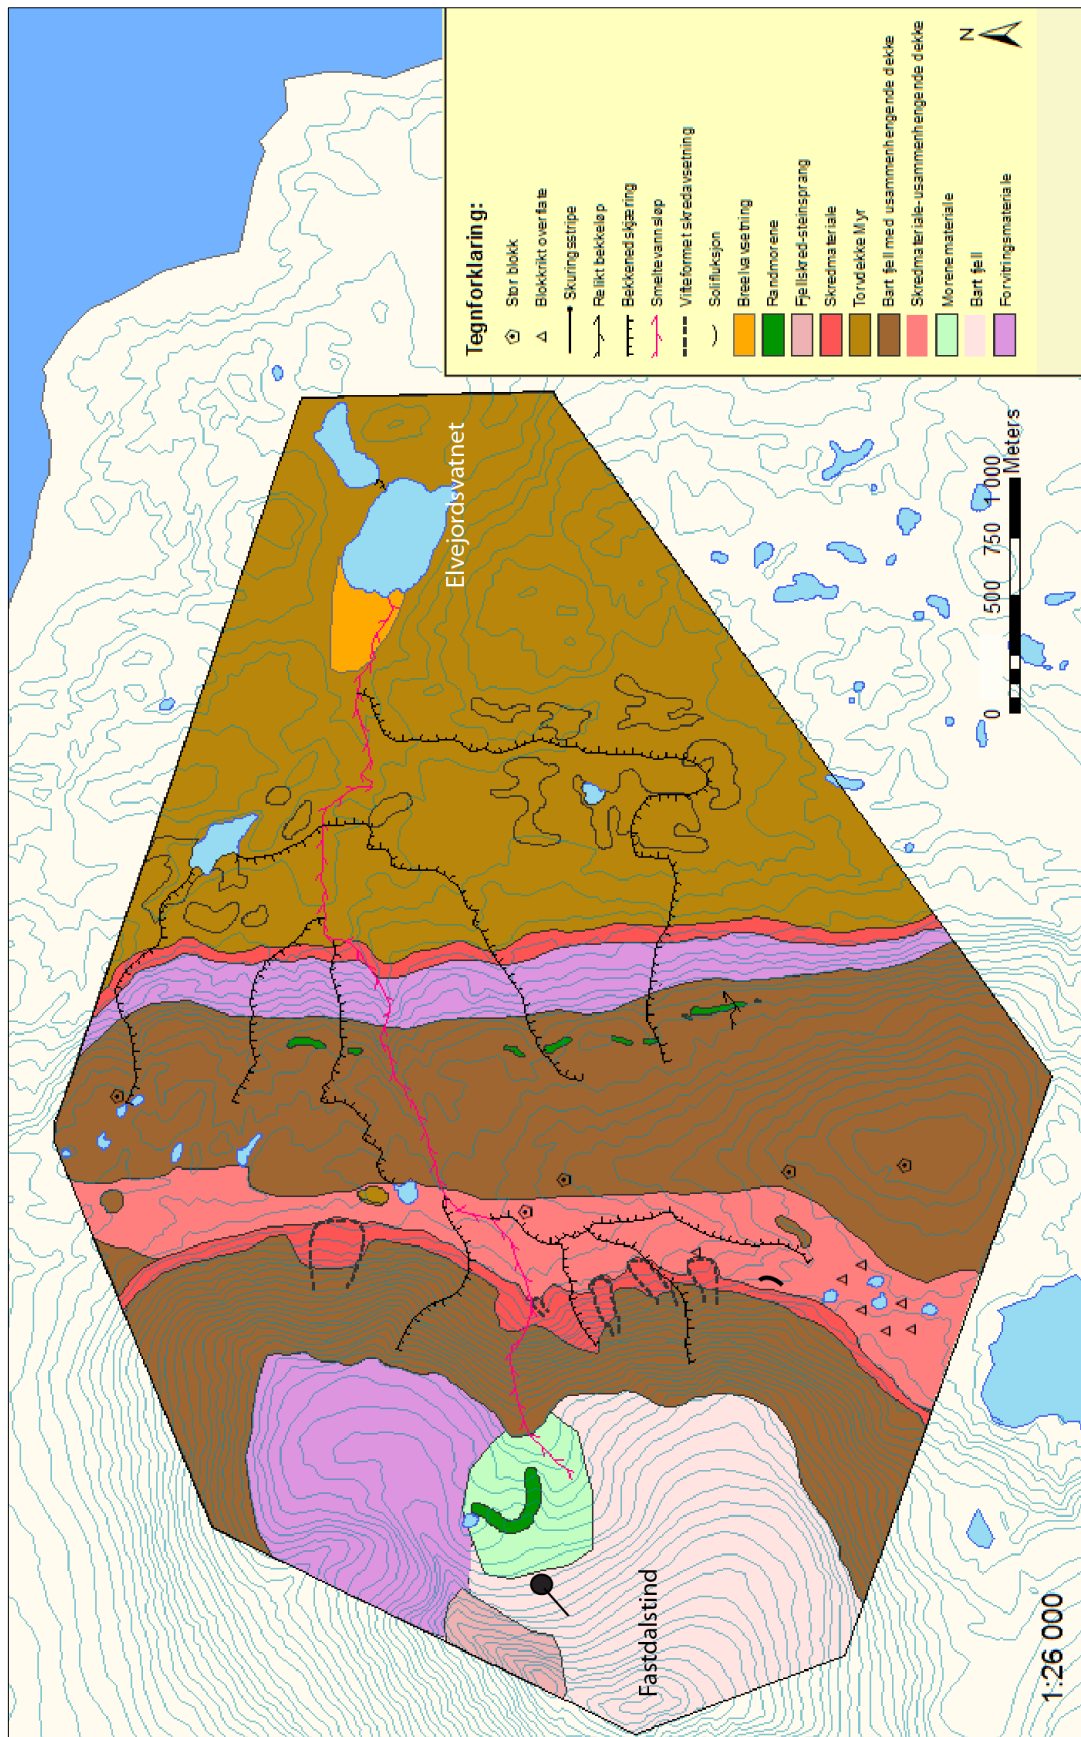 Tegnforklaring:
Stor blokk
Blokkrikt overflate
Skuringsstripe
Relikt bekkeløp
Bekkenedskjæring
Smeltevannsløp
Vifteformet skredavsetning
Solifluksjon
Breelvavsetning
Randmorene
Fjellskred-steinsprang
Skredmateriale
Torvdekke Myr
Bart fjell med usammenhengende dekke
Skredmateriale-usammenhengende dekke
Morenemateriale
Bart fjell
Forvitringsmateriale
N
Elvejordsvatnet
Fastdalstind
0 500 750 1 000
Meters
1:26 000